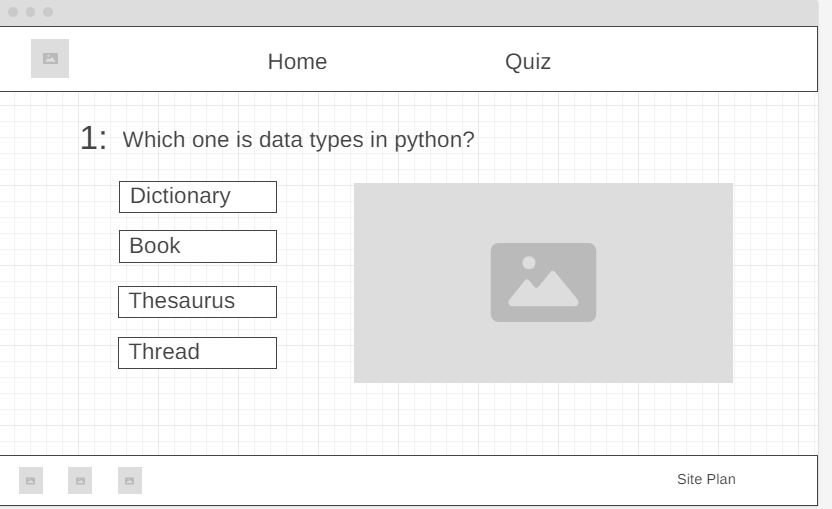 Home Quiz
1: Which one is data types in python?
Dictionary
Book
Thesaurus
Thread
Site Plan